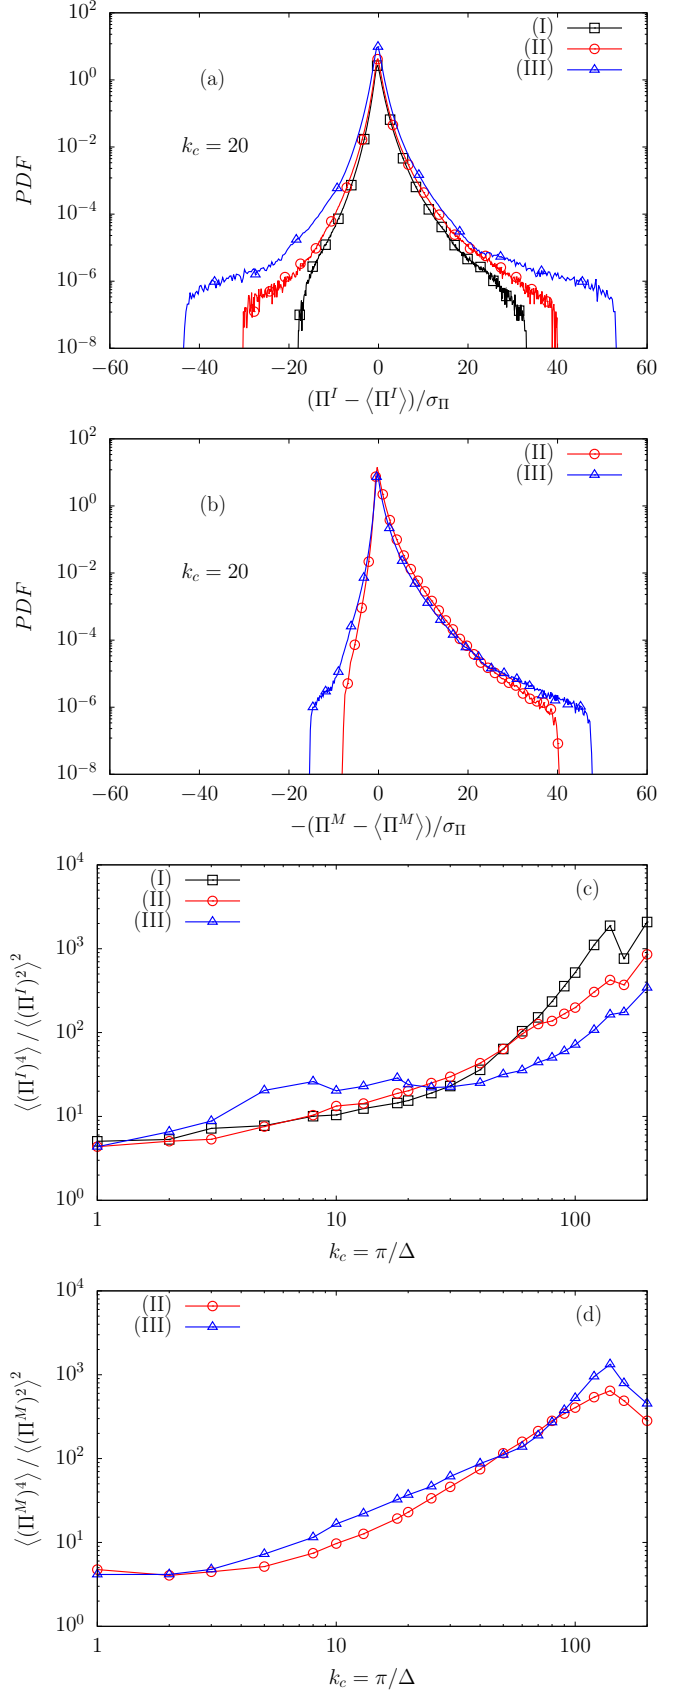 (I)
(II)
(III)
(a)
k_c = 20
PDF
10^2
10^0
10^−2
10^−4
10^−6
10^−8
−60 −40 −20 0 20 40 60
(Π^I − ⟨Π^I⟩)/σ_Π
(II)
(III)
(b)
k_c = 20
PDF
10^2
10^0
10^−2
10^−4
10^−6
10^−8
−60 −40 −20 0 20 40 60
−(Π^M − ⟨Π^M⟩)/σ_Π
(I)
(II)
(III)
(c)
⟨(Π^I)^4⟩ / ⟨(Π^I)^2⟩^2
10^4
10^3
10^2
10^1
10^0
1 10 100
k_c = π/Δ
(II)
(III)
(d)
⟨(Π^M)^4⟩ / ⟨(Π^M)^2⟩^2
10^4
10^3
10^2
10^1
10^0
1 10 100
k_c = π/Δ